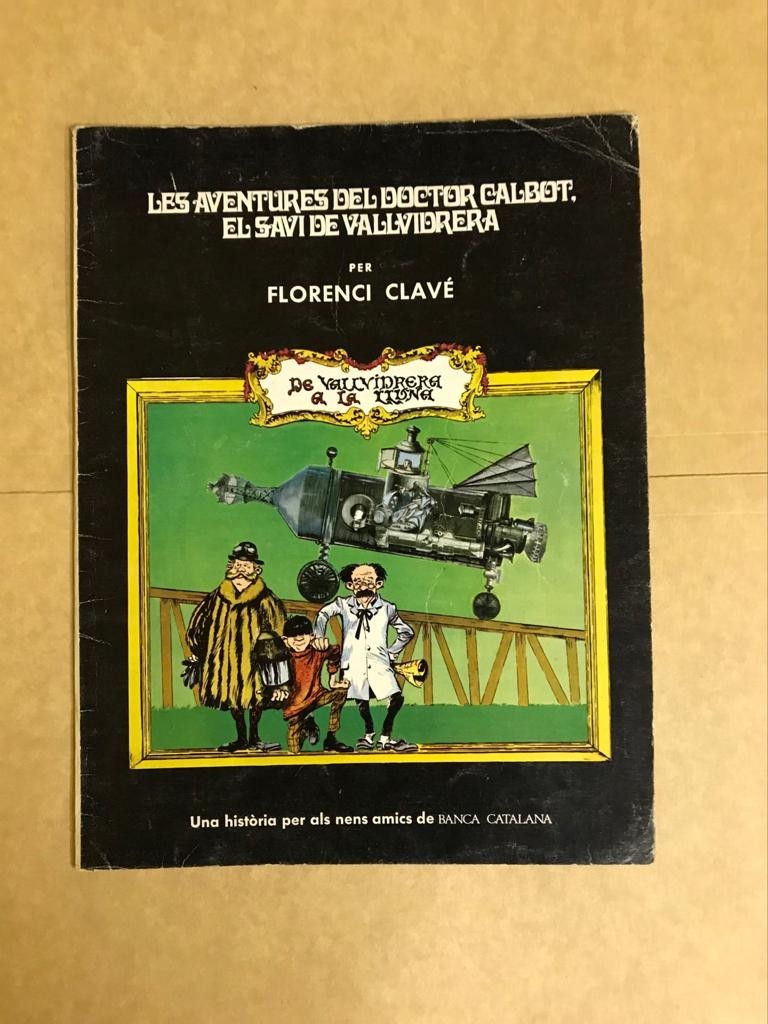 LES AVENTURES DEL DOCTOR CALBOT,
EL SAVI DE VALLVIDRERA
PER
FLORENCI CLAVÉ
DE VALLVIDRERA
A LA LLUNA
Una història per als nens amics de BANCA CATALANA